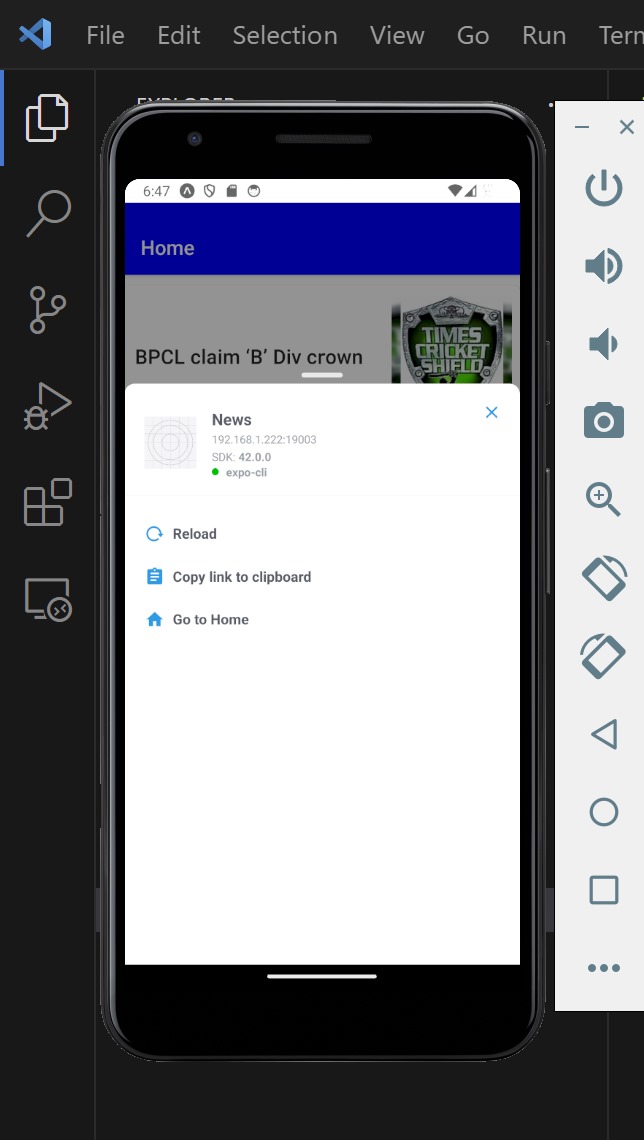 File Edit Selection View Go Run Tern
EXPLORER
6:47
Home
BPCL claim ‘B’ Div crown
TIMES
CRICKET
SHIELD
News
192.168.1.222:19003
SDK: 42.0.0
expo-cli
Reload
Copy link to clipboard
Go to Home